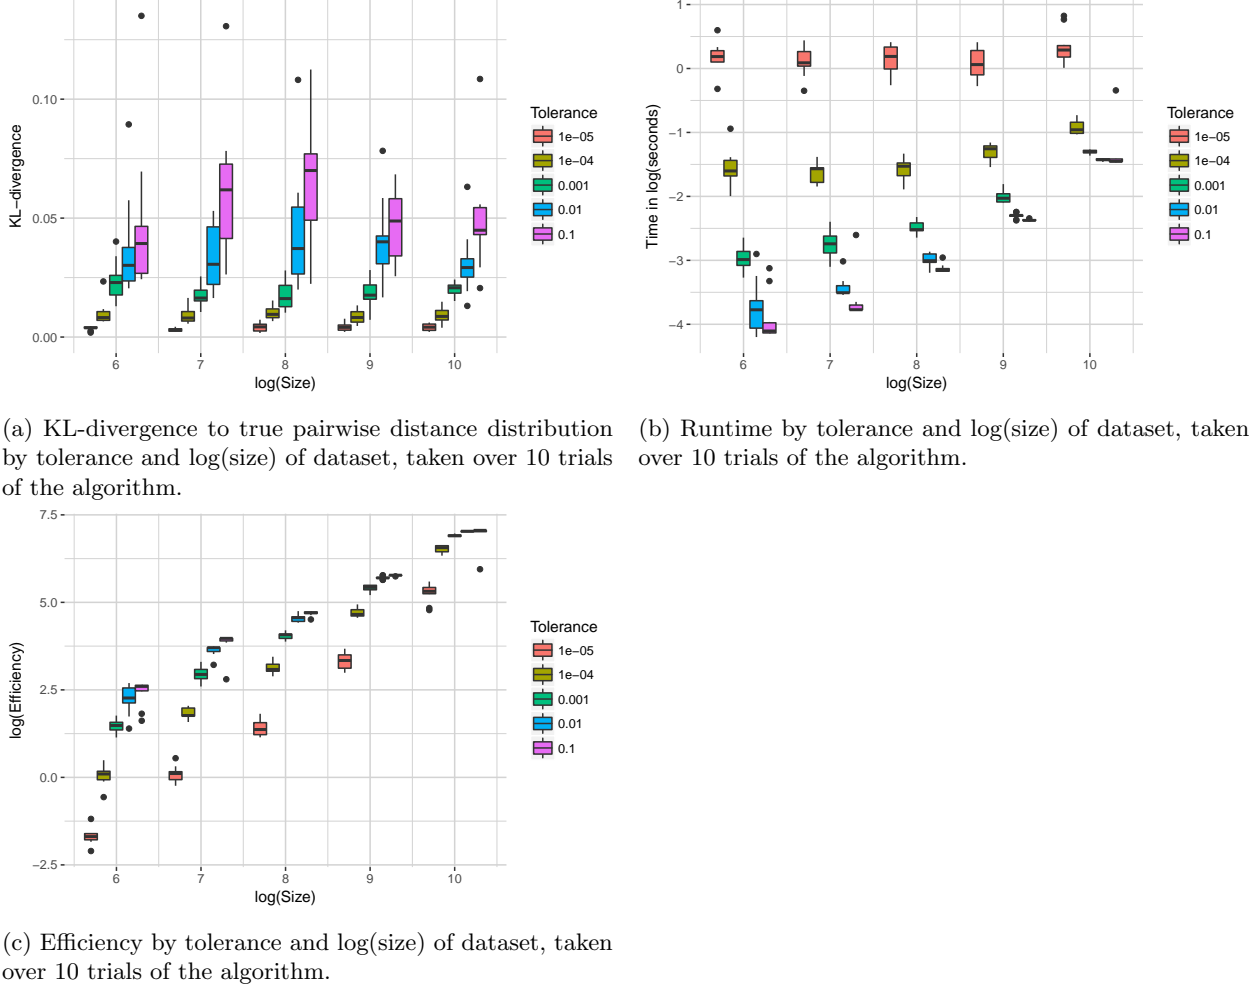 0.10
0.05
0.00
KL−divergence
6 7 8 9 10
log(Size)
Tolerance
1e−05
1e−04
0.001
0.01
0.1
1
0
−1
−2
−3
−4
Time in log(seconds)
6 7 8 9 10
log(Size)
Tolerance
1e−05
1e−04
0.001
0.01
0.1
(a) KL-divergence to true pairwise distance distribution
by tolerance and log(size) of dataset, taken over 10 trials
of the algorithm.
(b) Runtime by tolerance and log(size) of dataset, taken
over 10 trials of the algorithm.
7.5
5.0
2.5
0.0
−2.5
log(Efficiency)
6 7 8 9 10
log(Size)
Tolerance
1e−05
1e−04
0.001
0.01
0.1
(c) Efficiency by tolerance and log(size) of dataset, taken
over 10 trials of the algorithm.